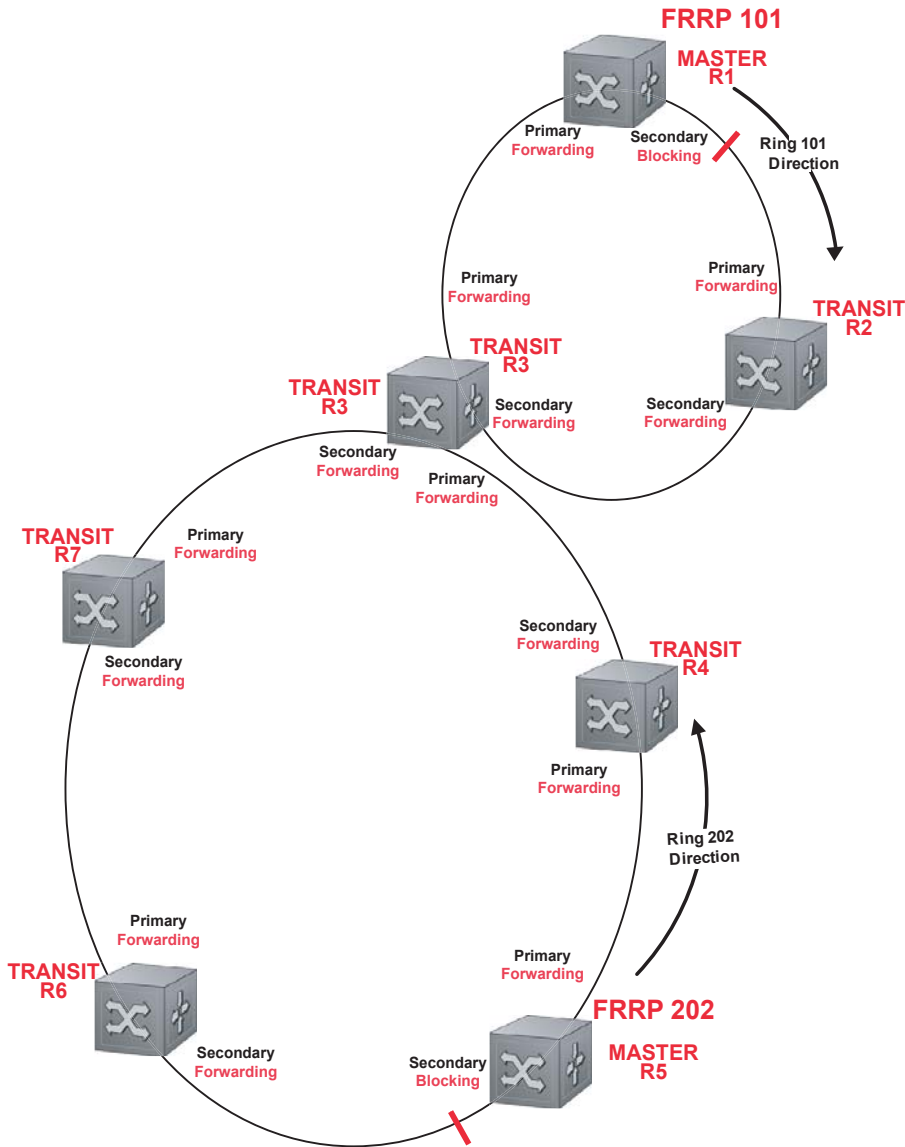 FRRP 101
MASTER
R1
Primary
Forwarding
Secondary
Blocking
Ring 101
Direction
Primary
Forwarding
Primary
Forwarding
TRANSIT
R2
TRANSIT
R3
TRANSIT
R3
Secondary
Forwarding
Secondary
Forwarding
Secondary
Forwarding
Primary
Forwarding
TRANSIT
R7
Primary
Forwarding
Secondary
Forwarding
Secondary
Forwarding
TRANSIT
R4
Primary
Forwarding
Ring 202
Direction
Primary
Forwarding
TRANSIT
R6
Secondary
Forwarding
Primary
Forwarding
FRRP 202
MASTER
R5
Secondary
Blocking